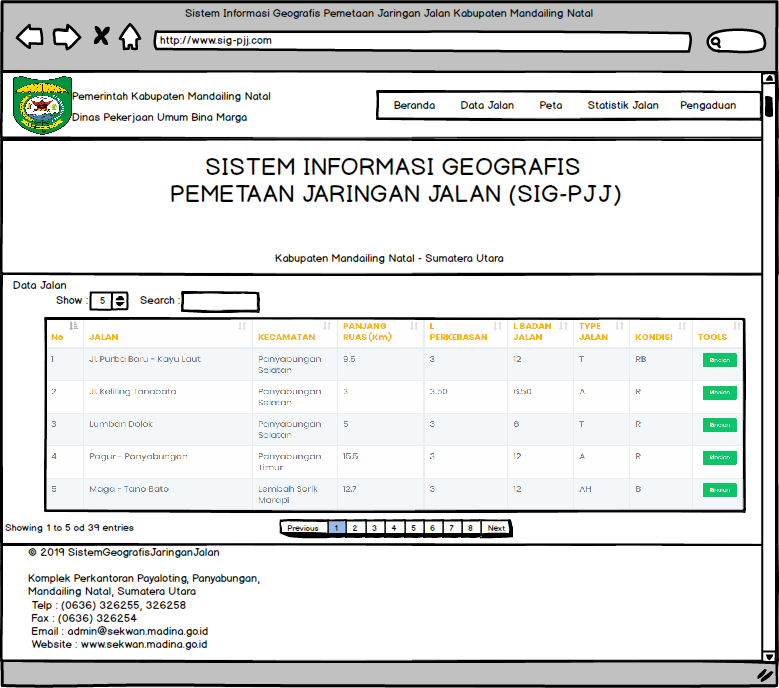 Sistem Informasi Geografis Pemetaan Jaringan Jalan Kabupaten Mandailing Natal
http://www.sig-pjj.com
Pemerintah Kabupaten Mandailing Natal
Dinas Pekerjaan Umum Bina Marga
Beranda Data Jalan Peta Statistik Jalan Pengaduan
SISTEM INFORMASI GEOGRAFIS
PEMETAAN JARINGAN JALAN (SIG-PJJ)
Kabupaten Mandailing Natal - Sumatera Utara
Data Jalan
Show : 5 Search :
No JALAN KECAMATAN PANJANG RUAS (Km) L PERKERASAN L BADAN JALAN TYPE JALAN KONDISI TOOLS
1 Jl. Purba Baru - Kayu Laut Panyabungan Selatan 9.5 3 12 T RB Rincian
2 Jl. Keliling Tanobato Panyabungan Selatan 3 3.50 6.50 A R Rincian
3 Lumban Dolok Panyabungan Selatan 5 3 6 T R Rincian
4 Pagur - Panyabungan Panyabungan Timur 15.5 3 12 A R Rincian
5 Maga - Tano Bato Lembah Sorik Marapi 12.7 3 12 AH B Rincian
Showing 1 to 5 od 39 entries
Previous 1 2 3 4 5 6 7 8 Next
© 2019 SistemGeografisJaringanJalan
Komplek Perkantoran Payaloting, Panyabungan,
Mandailing Natal, Sumatera Utara
Telp : (0636) 326255, 326258
Fax : (0636) 326254
Email : admin@sekwan.madina.go.id
Website : www.sekwan.madina.go.id